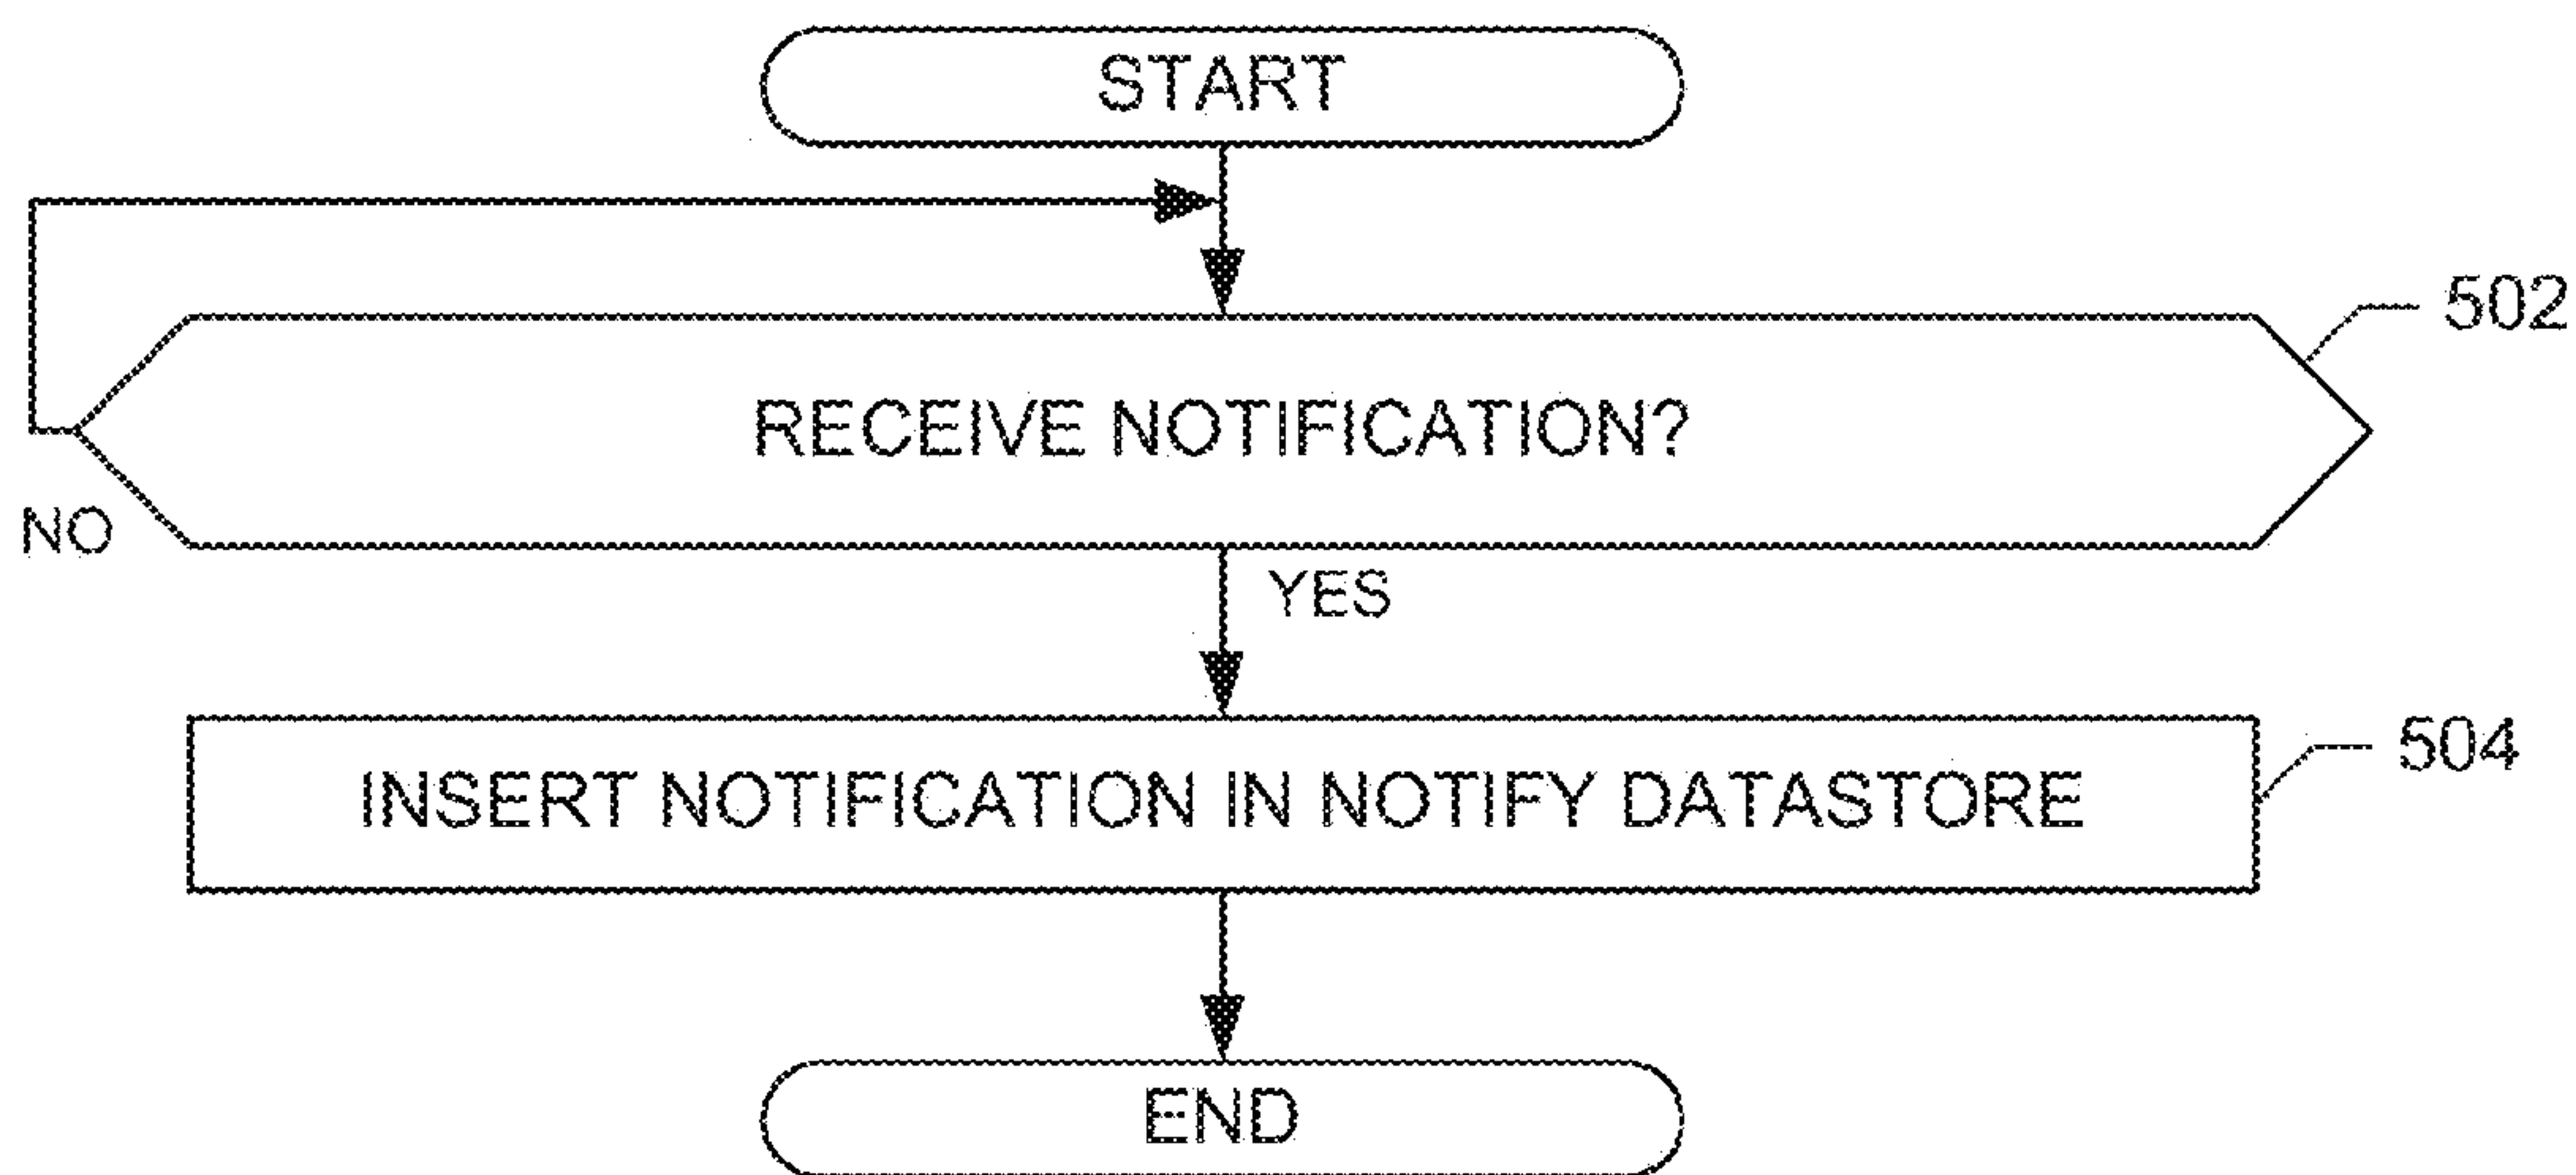 START
502
RECEIVE NOTIFICATION?
NO
YES
504
INSERT NOTIFICATION IN NOTIFY DATASTORE
END